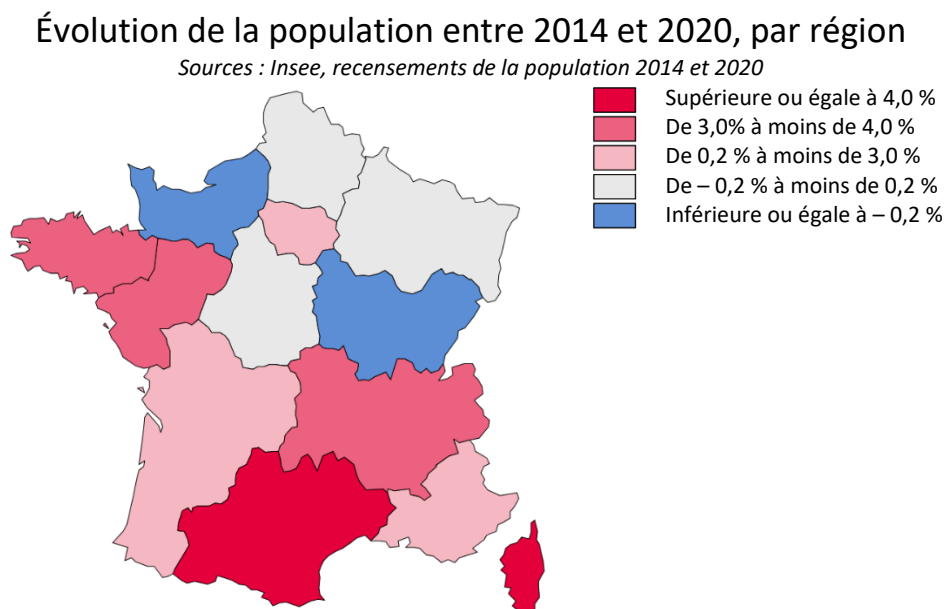 Évolution de la population entre 2014 et 2020, par région
Sources : Insee, recensements de la population 2014 et 2020
Supérieure ou égale à 4,0 %
De 3,0% à moins de 4,0 %
De 0,2 % à moins de 3,0 %
De – 0,2 % à moins de 0,2 %
Inférieure ou égale à – 0,2 %